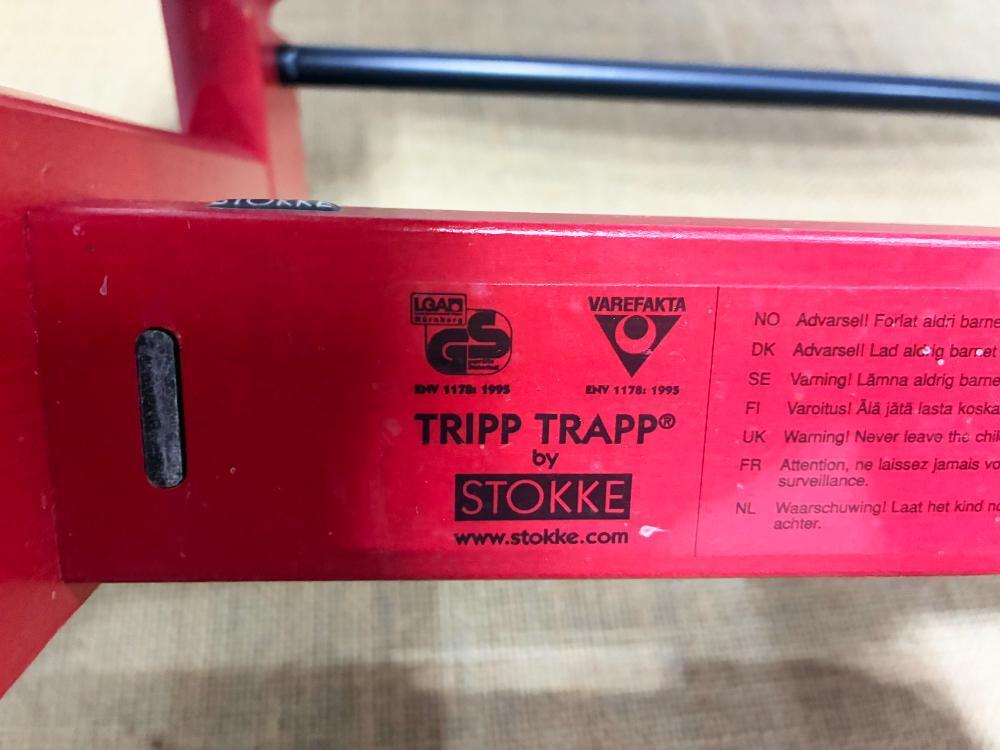 STOKKE
LGAD
Nürnberg
GS
geprüfte
Sicherheit
ENV 1178: 1995
VAREFAKTA
ENV 1178: 1995
TRIPP TRAPP®
by
STOKKE
www.stokke.com
NO Advarsel! Forlat aldri barne
DK Advarsel! Lad aldrig barnet
SE Varning! Lämna aldrig barne
FI Varoitus! Älä jätä lasta koska
UK Warning! Never leave the chil
FR Attention, ne laissez jamais vo
surveillance.
NL Waarschuwing! Laat het kind n
achter.